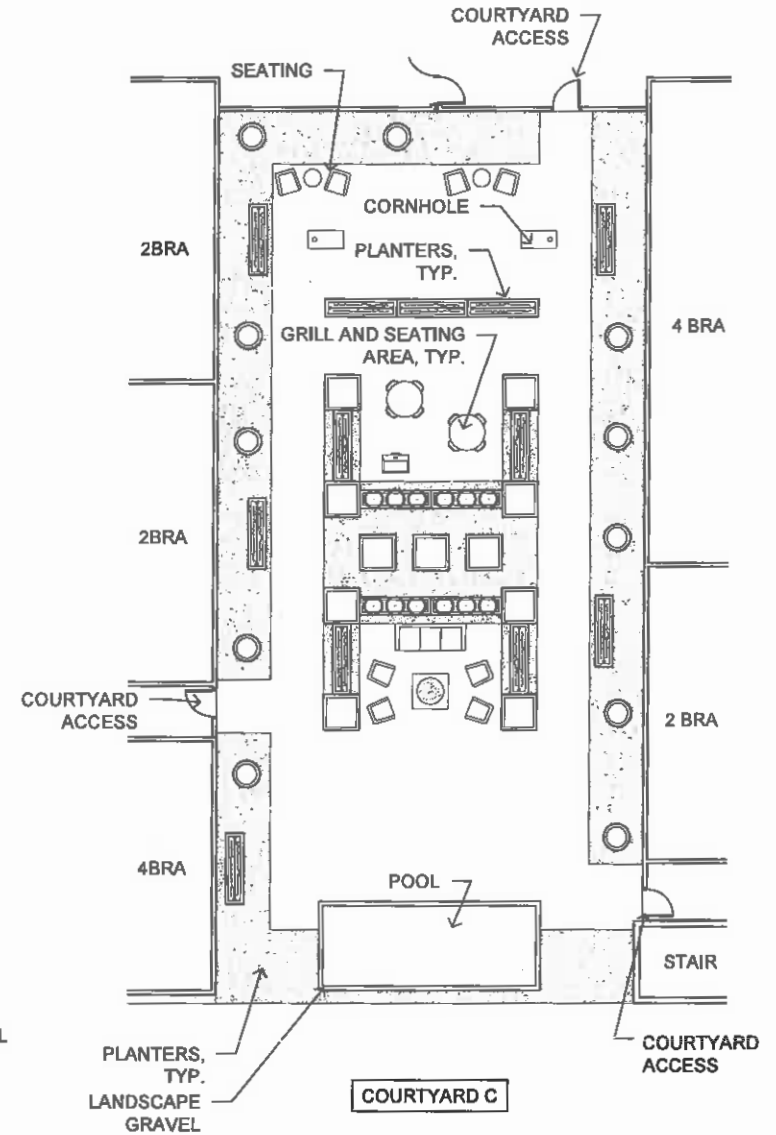 COURTYARD
ACCESS
SEATING
CORNHOLE
2BRA
PLANTERS,
TYP.
4 BRA
GRILL AND SEATING
AREA, TYP.
2BRA
COURTYARD
ACCESS
2 BRA
4BRA
POOL
STAIR
L
PLANTERS,
TYP.
COURTYARD
ACCESS
LANDSCAPE
GRAVEL
COURTYARD C